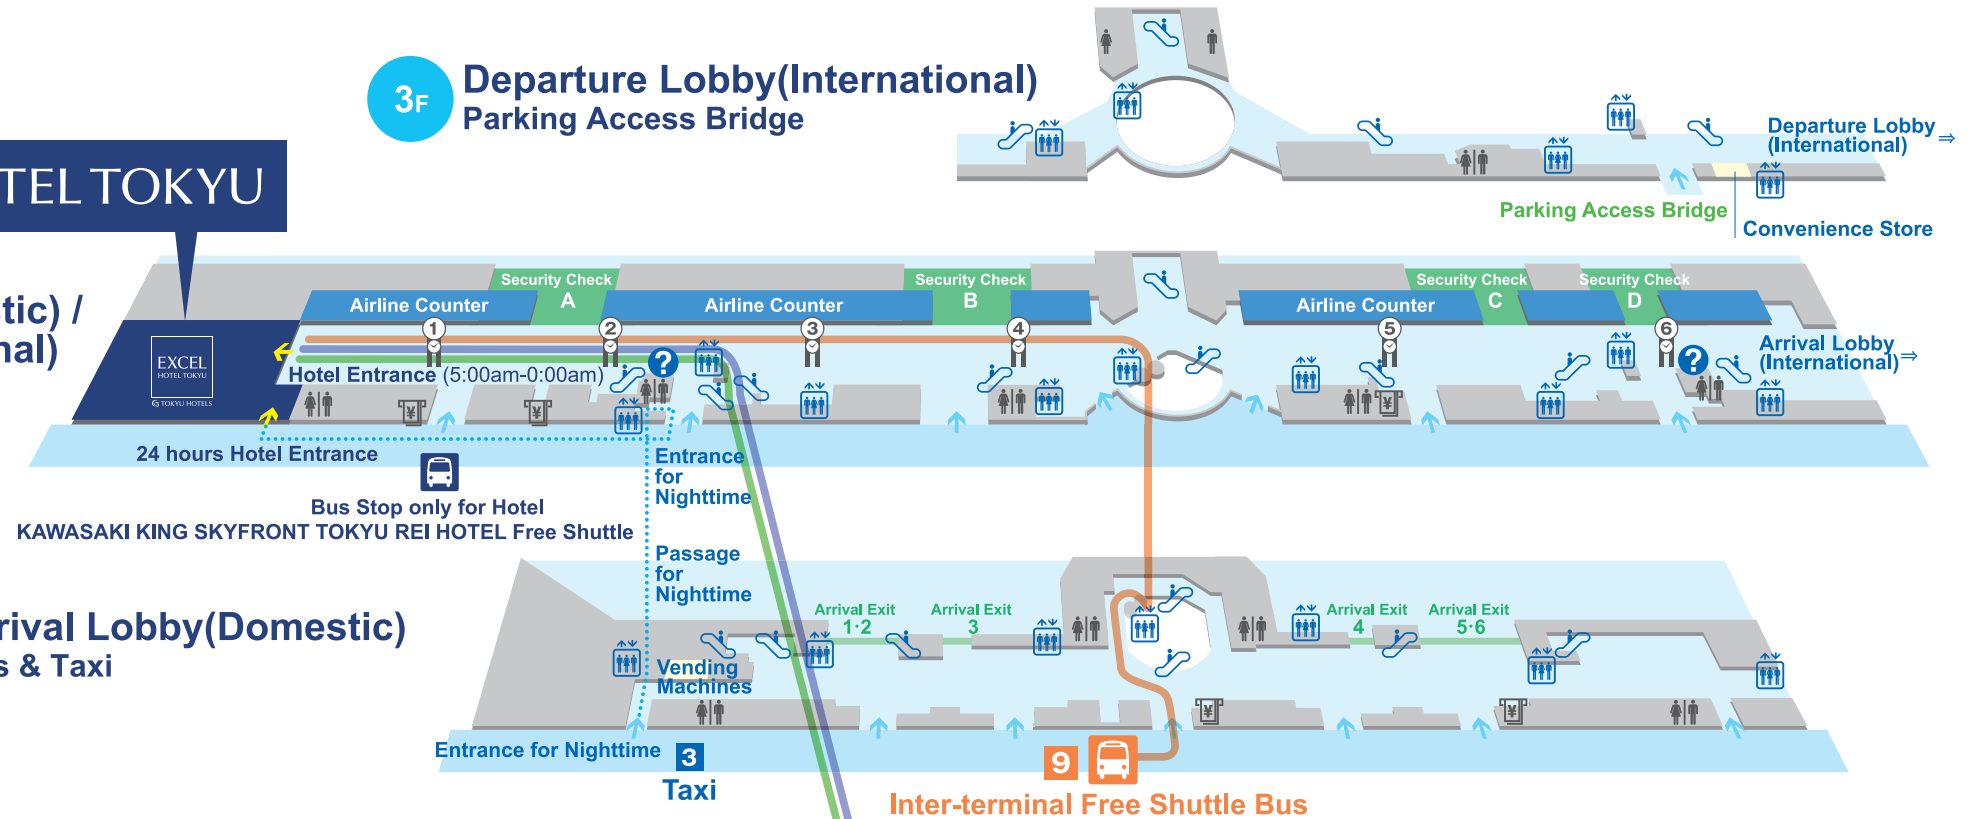 3F
Departure Lobby(International)
Parking Access Bridge
Departure Lobby ⇒
(International)
Parking Access Bridge
Convenience Store
TEL TOKYU
tic) /
nal)
Security Check
A
Security Check
B
Security Check
C
Security Check
D
Airline Counter
Airline Counter
Airline Counter
1
2
3
4
5
6
?
?
Arrival Lobby
(International) ⇒
EXCEL
HOTEL TOKYU
TOKYU HOTELS
Hotel Entrance (5:00am-0:00am)
¥
¥
¥
24 hours Hotel Entrance
Entrance
for
Nighttime
Bus Stop only for Hotel
KAWASAKI KING SKYFRONT TOKYU REI HOTEL Free Shuttle
Passage
for
Nighttime
rival Lobby(Domestic)
s & Taxi
Arrival Exit
1·2
Arrival Exit
3
Arrival Exit
4
Arrival Exit
5·6
Vending
Machines
¥
¥
Entrance for Nighttime
3
Taxi
9
Inter-terminal Free Shuttle Bus